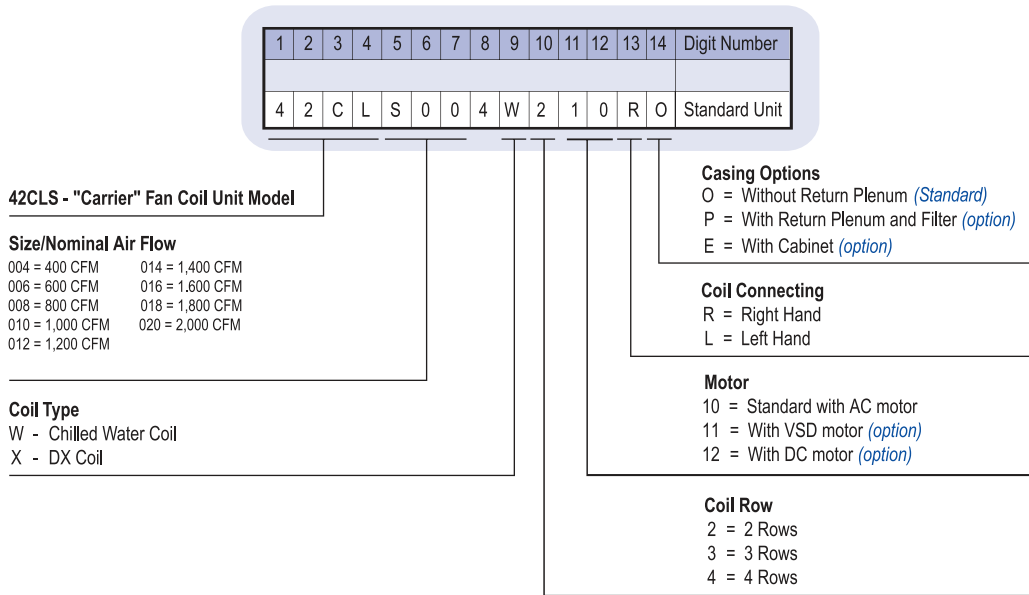 1 2 3 4 5 6 7 8 9 10 11 12 13 14 Digit Number
4 2 C L S 0 0 4 W 2 1 0 R O Standard Unit
42CLS - "Carrier" Fan Coil Unit Model
Size/Nominal Air Flow
004 = 400 CFM 014 = 1,400 CFM
006 = 600 CFM 016 = 1.600 CFM
008 = 800 CFM 018 = 1,800 CFM
010 = 1,000 CFM 020 = 2,000 CFM
012 = 1,200 CFM
Coil Type
W - Chilled Water Coil
X - DX Coil
Casing Options
O = Without Return Plenum (Standard)
P = With Return Plenum and Filter (option)
E = With Cabinet (option)
Coil Connecting
R = Right Hand
L = Left Hand
Motor
10 = Standard with AC motor
11 = With VSD motor (option)
12 = With DC motor (option)
Coil Row
2 = 2 Rows
3 = 3 Rows
4 = 4 Rows